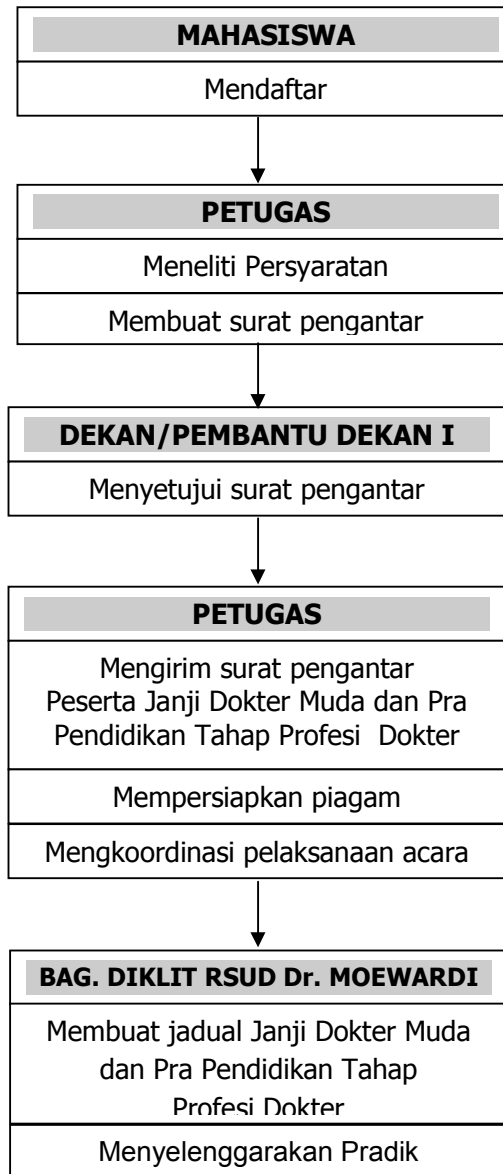 MAHASISWA
Mendaftar
PETUGAS
Meneliti Persyaratan
Membuat surat pengantar
DEKAN/PEMBANTU DEKAN I
Menyetujui surat pengantar
PETUGAS
Mengirim surat pengantar
Peserta Janji Dokter Muda dan Pra
Pendidikan Tahap Profesi Dokter
Mempersiapkan piagam
Mengkoordinasi pelaksanaan acara
BAG. DIKLIT RSUD Dr. MOEWARDI
Membuat jadual Janji Dokter Muda
dan Pra Pendidikan Tahap
Profesi Dokter
Menyelenggarakan Pradik